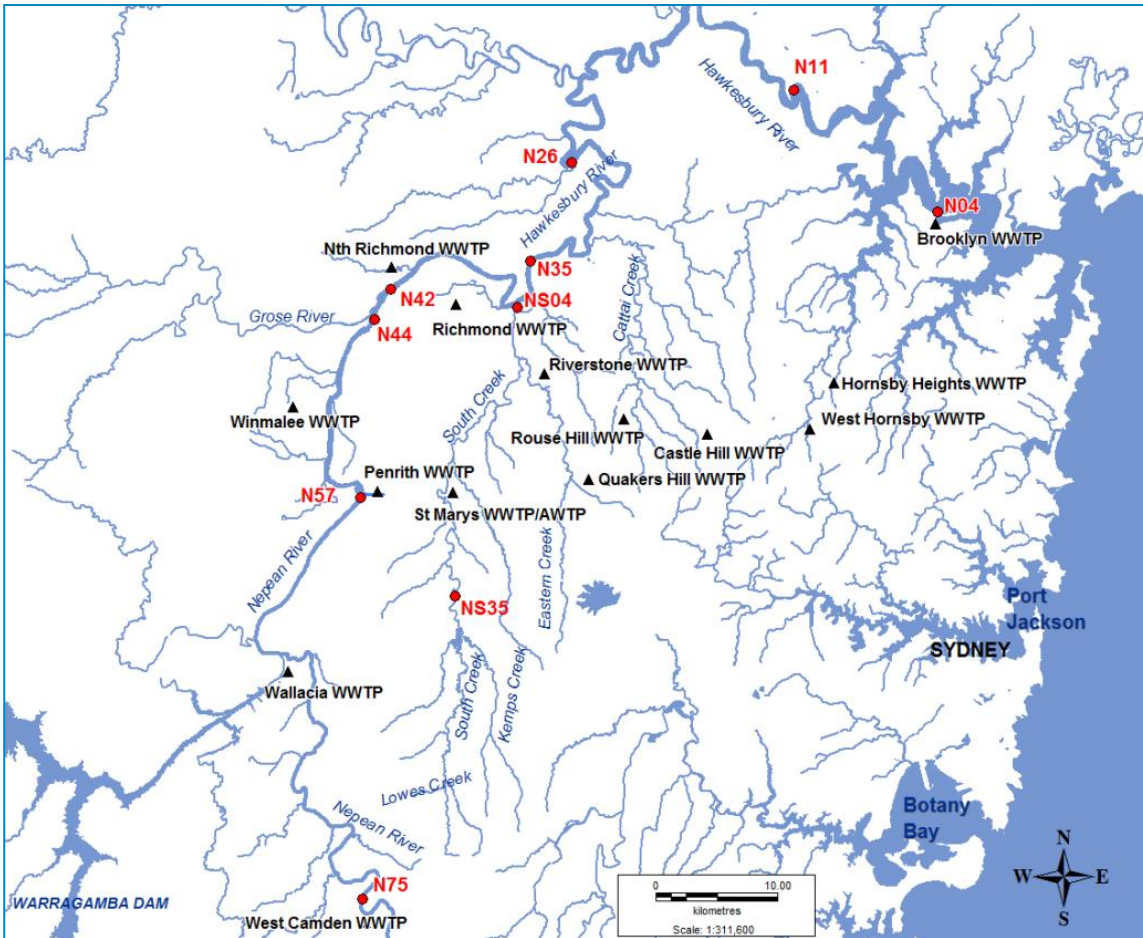 N11
Hawkesbury River
N26
Hawkesbury River
N04
Brooklyn WWTP
Nth Richmond WWTP
N35
N42
NS04
Cattai Creek
Grose River
N44
Richmond WWTP
Riverstone WWTP
South Creek
Hornsby Heights WWTP
Winmalee WWTP
Rouse Hill WWTP
West Hornsby WWTP
Castle Hill WWTP
Penrith WWTP
Quakers Hill WWTP
N57
St Marys WWTP/AWTP
Nepean River
Eastern Creek
NS35
Port
Jackson
SYDNEY
Wallacia WWTP
South Creek
Kemps Creek
Lowes Creek
Nepean River
Botany
Bay
N
W
E
S
N75
WARRAGAMBA DAM
West Camden WWTP
0
10.00
kilometres
Scale: 1:311,600